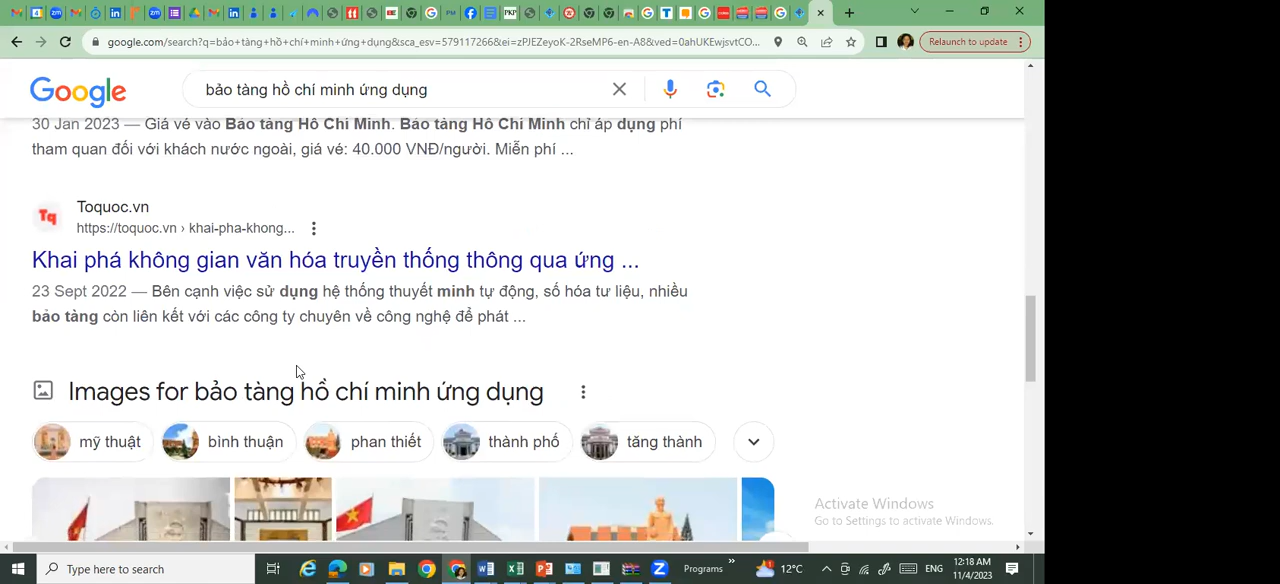 google.com/search?q=bảo+tàng+hồ+chí+minh+ứng+dụng&sca_esv=579117266&ei=zPJEZeyoK-2RseMP6-en-A8&ved=0ahUKEwjsvtCO...
Relaunch to update
Google
bảo tàng hồ chí minh ứng dụng
30 Jan 2023 — Giá vé vào Bảo tàng Hồ Chí Minh. Bảo tàng Hồ Chí Minh chỉ áp dụng phí
tham quan đối với khách nước ngoài, giá vé: 40.000 VNĐ/người. Miễn phí ...
Tq
Toquoc.vn
https://toquoc.vn › khai-pha-khong...
Khai phá không gian văn hóa truyền thống thông qua ứng ...
23 Sept 2022 — Bên cạnh việc sử dụng hệ thống thuyết minh tự động, số hóa tư liệu, nhiều
bảo tàng còn liên kết với các công ty chuyên về công nghệ để phát ...
Images for bảo tàng hồ chí minh ứng dụng
mỹ thuật
bình thuận
phan thiết
thành phố
tăng thành
Activate Windows
Go to Settings to activate Windows.
Type here to search
Programs
12°C
ENG
12:18 AM
11/4/2023